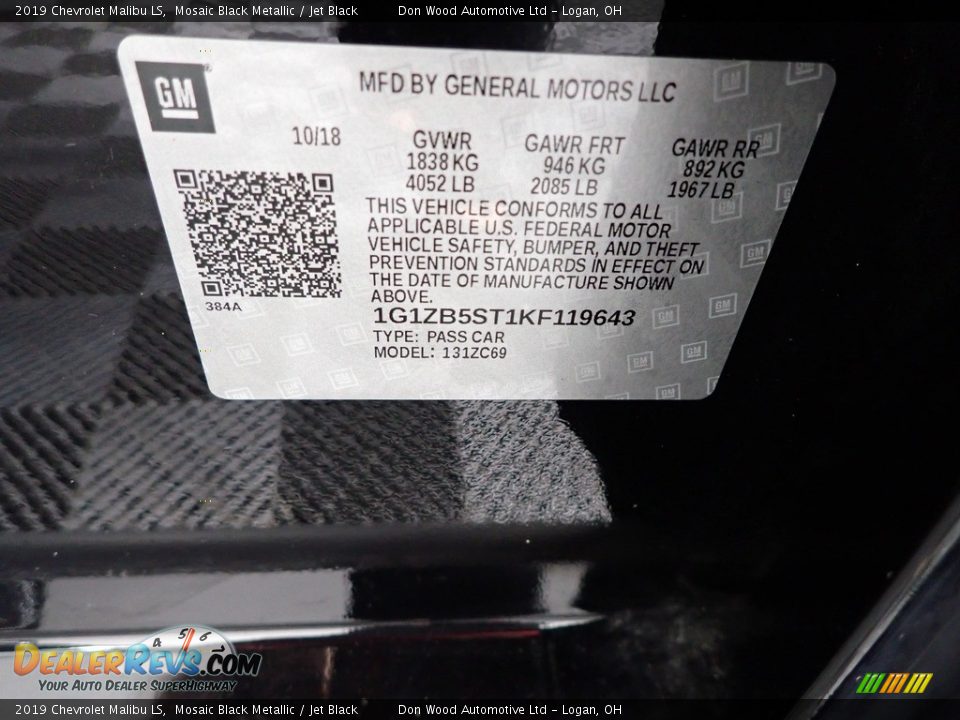 2019 Chevrolet Malibu LS, Mosaic Black Metallic / Jet Black Don Wood Automotive Ltd - Logan, OH
GM
MFD BY GENERAL MOTORS LLC
10/18 GVWR GAWR FRT GAWR RR
1838 KG 946 KG 892 KG
4052 LB 2085 LB 1967 LB
THIS VEHICLE CONFORMS TO ALL
APPLICABLE U.S. FEDERAL MOTOR
VEHICLE SAFETY, BUMPER, AND THEFT
PREVENTION STANDARDS IN EFFECT ON
THE DATE OF MANUFACTURE SHOWN
ABOVE.
384A
1G1ZB5ST1KF119643
TYPE: PASS CAR
MODEL: 131ZC69
4 5 6
DEALERREVS.COM
YOUR AUTO DEALER SUPERHIGHWAY
2019 Chevrolet Malibu LS, Mosaic Black Metallic / Jet Black Don Wood Automotive Ltd - Logan, OH